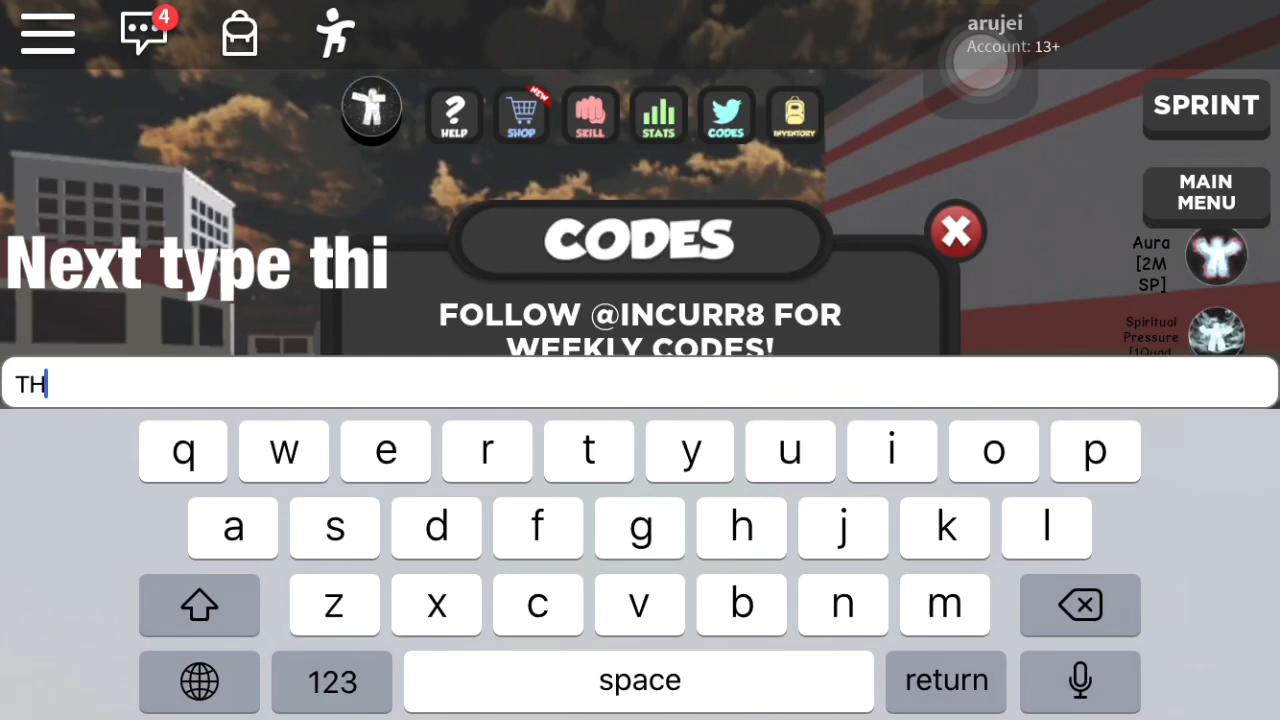 4
arujei
Account: 13+
HELP
NEW
SHOP
SKILL
STATS
CODES
INVENTORY
SPRINT
MAIN
MENU
CODES
Aura
[2M
SP]
Next type thi
FOLLOW @INCURR8 FOR
WEEKLY CODES!
Spiritual
Pressure
[1Quad
TH
q w e r t y u i o p
a s d f g h j k l
z x c v b n m
123 space return